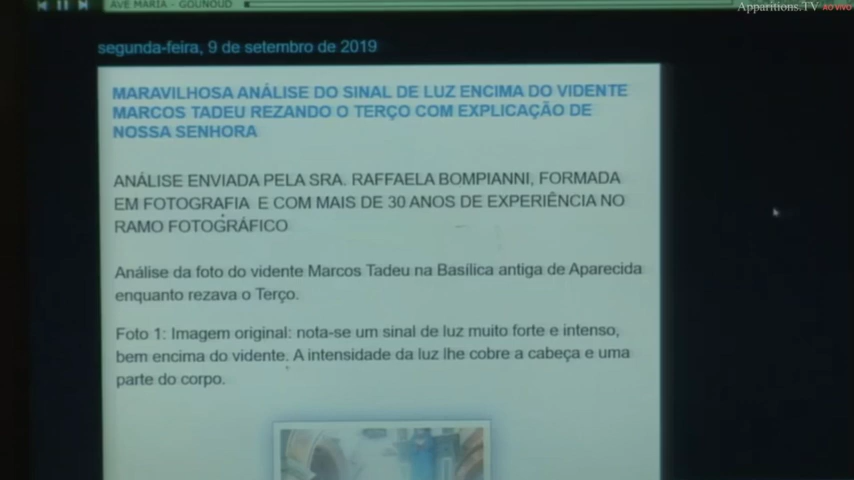 AVE MARIA - GOUNOUD
Apparitions.TV AO VIVO
segunda-feira, 9 de setembro de 2019
MARAVILHOSA ANÁLISE DO SINAL DE LUZ ENCIMA DO VIDENTE
MARCOS TADEU REZANDO O TERÇO COM EXPLICAÇÃO DE
NOSSA SENHORA
ANÁLISE ENVIADA PELA SRA. RAFFAELA BOMPIANNI, FORMADA
EM FOTOGRAFIA E COM MAIS DE 30 ANOS DE EXPERIÊNCIA NO
RAMO FOTOGRÁFICO
Análise da foto do vidente Marcos Tadeu na Basílica antiga de Aparecida
enquanto rezava o Terço.
Foto 1: Imagem original: nota-se um sinal de luz muito forte e intenso,
bem encima do vidente. A intensidade da luz lhe cobre a cabeça e uma
parte do corpo.